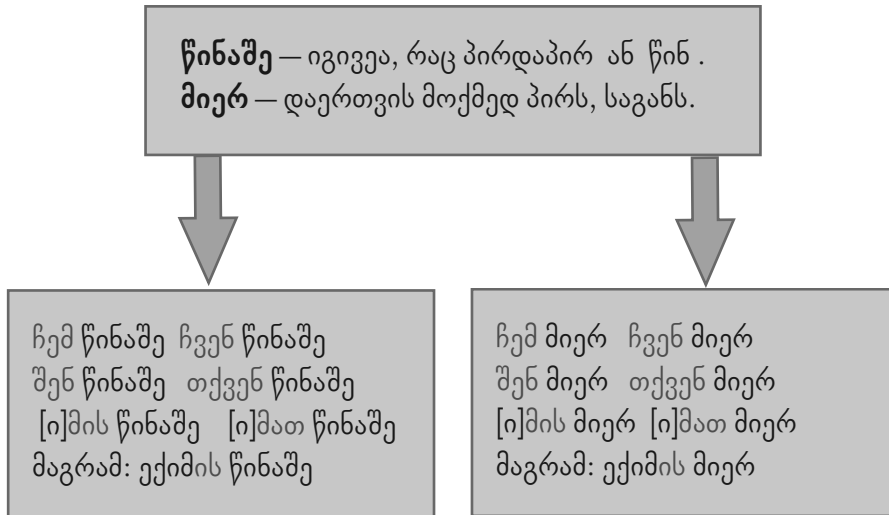 წინაშე — იგივეა, რაც პირდაპირ ან წინ .
მიერ — დაერთვის მოქმედ პირს, საგანს.
ჩემ წინაშე ჩვენ წინაშე
შენ წინაშე თქვენ წინაშე
[ი]მის წინაშე [ი]მათ წინაშე
მაგრამ: ექიმის წინაშე
ჩემ მიერ ჩვენ მიერ
შენ მიერ თქვენ მიერ
[ი]მის მიერ [ი]მათ მიერ
მაგრამ: ექიმის მიერ